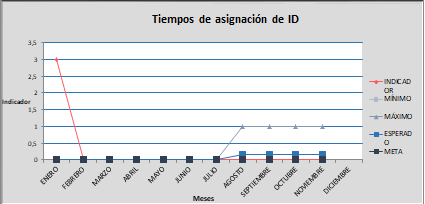 Tiempos de asignación de ID
3,5
3
2,5
2
1,5
1
0,5
0
Indicador
ENERO
FEBRERO
MARZO
ABRIL
MAYO
JUNIO
JULIO
AGOSTO
SEPTIEMBRE
OCTUBRE
NOVIEMBRE
DICIEMBRE
Meses
INDICAD
OR
MÍNIMO
MÁXIMO
ESPERAD
O
META